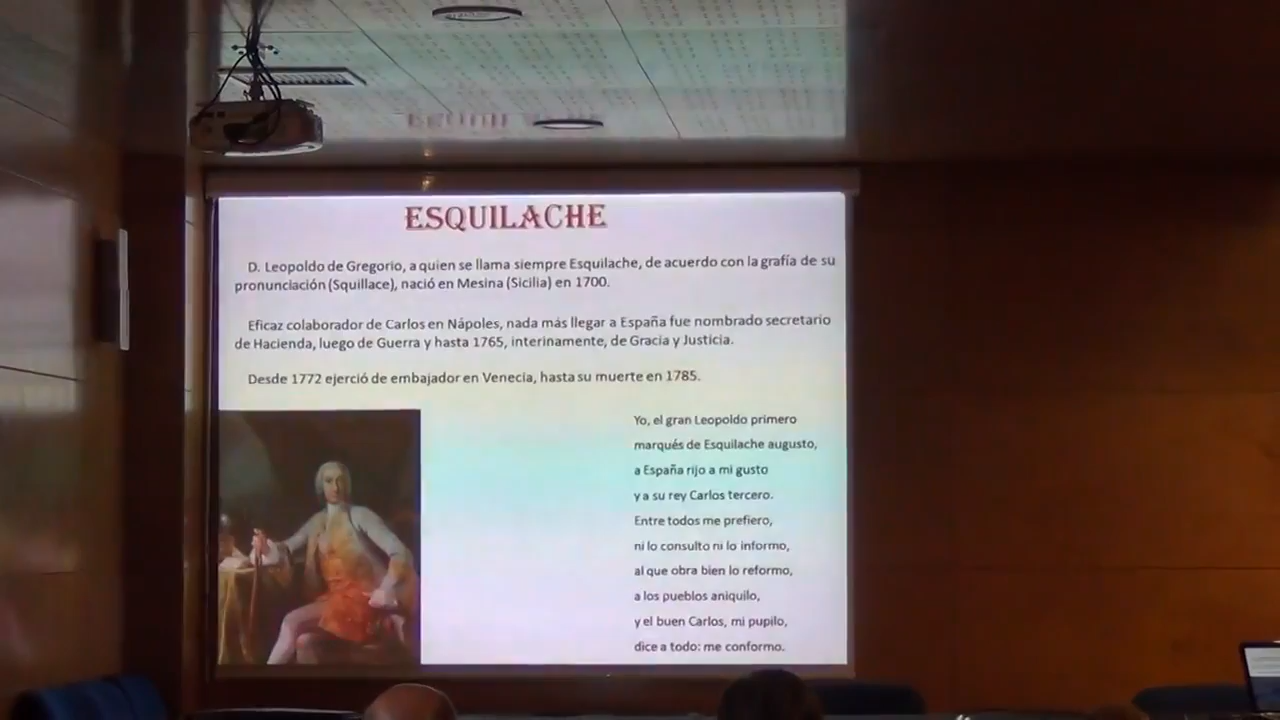 ESQUILACHE
D. Leopoldo de Gregorio, a quien se llama siempre Esquilache, de acuerdo con la grafía de su
pronunciación (Squillace), nació en Mesina (Sicilia) en 1700.
Eficaz colaborador de Carlos en Nápoles, nada más llegar a España fue nombrado secretario
de Hacienda, luego de Guerra y hasta 1765, interinamente, de Gracia y Justicia.
Desde 1772 ejerció de embajador en Venecia, hasta su muerte en 1785.
Yo, el gran Leopoldo primero
marqués de Esquilache augusto,
a España rijo a mi gusto
y a su rey Carlos tercero.
Entre todos me prefiero,
ni lo consulto ni lo informo,
al que obra bien lo reformo,
a los pueblos aniquilo,
y el buen Carlos, mi pupilo,
dice a todo: me conformo.